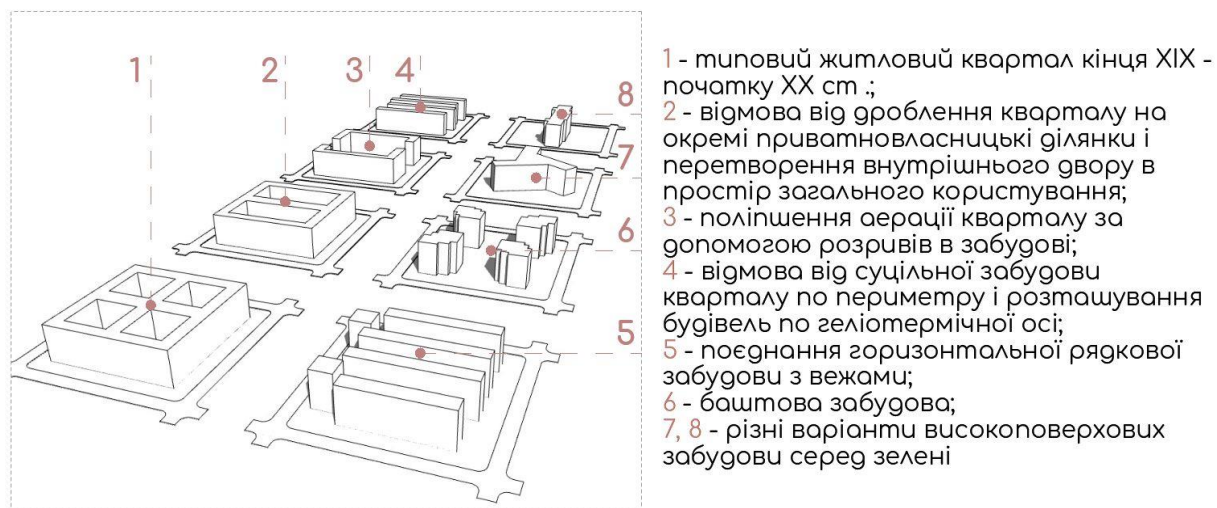 1
2
3
4
8
7
6
5
1 - типовий житловий квартал кінця XIX -
початку XX ст .;
2 - відмова від дроблення кварталу на
окремі приватновласницькі ділянки і
перетворення внутрішнього двору в
простір загального користування;
3 - поліпшення аерації кварталу за
допомогою розривів в забудові;
4 - відмова від суцільної забудови
кварталу по периметру і розташування
будівель по геліотермічної осі;
5 - поєднання горизонтальної рядкової
забудови з вежами;
6 - баштова забудова;
7, 8 - різні варіанти високоповерхових
забудови серед зелені